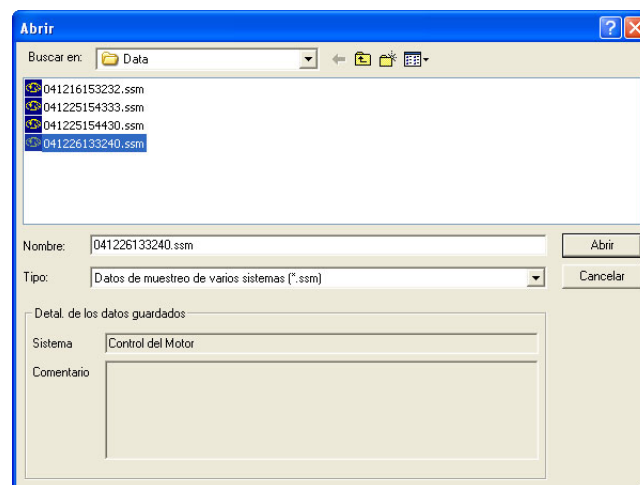 Abrir
Buscar en: Data
041216153232.ssm
041225154333.ssm
041225154430.ssm
041226133240.ssm
Nombre: 041226133240.ssm Abrir
Tipo: Datos de muestreo de varios sistemas (*.ssm) Cancelar
Detal. de los datos guardados
Sistema Control del Motor
Comentario